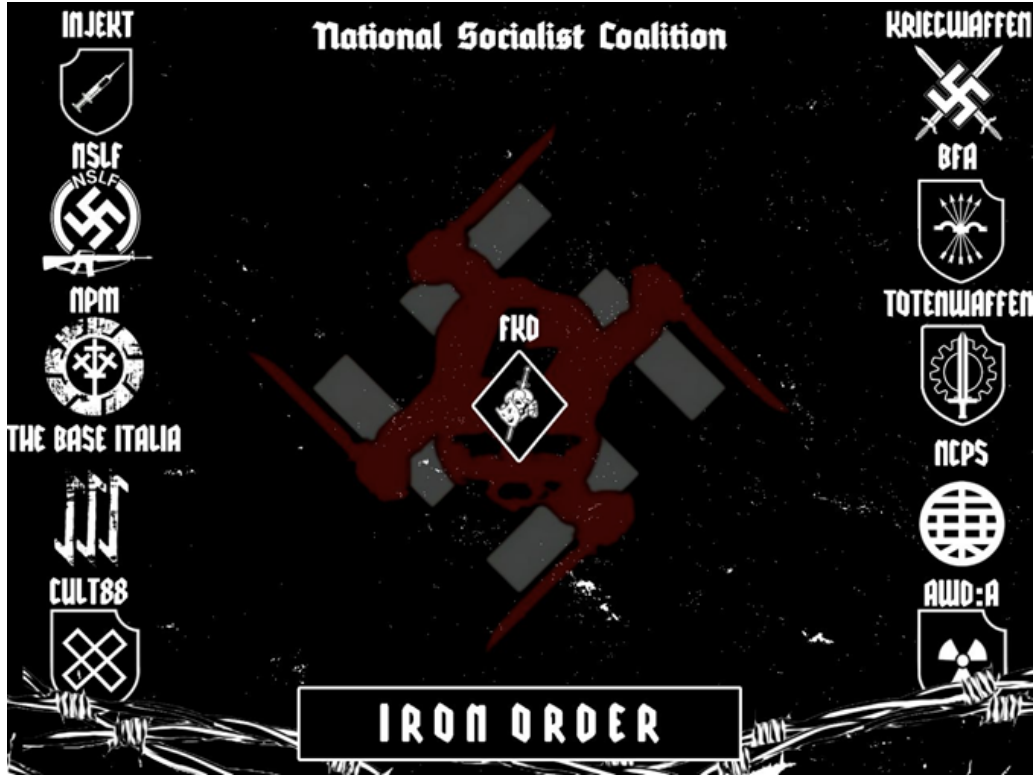 National Socialist Coalition
INJEKT
NSLF
NSLF
NPM
THE BASE ITALIA
CULT88
FKD
KRIEGWAFFEN
BFA
TOTENWAFFEN
NCPS
AWD:A
IRON ORDER